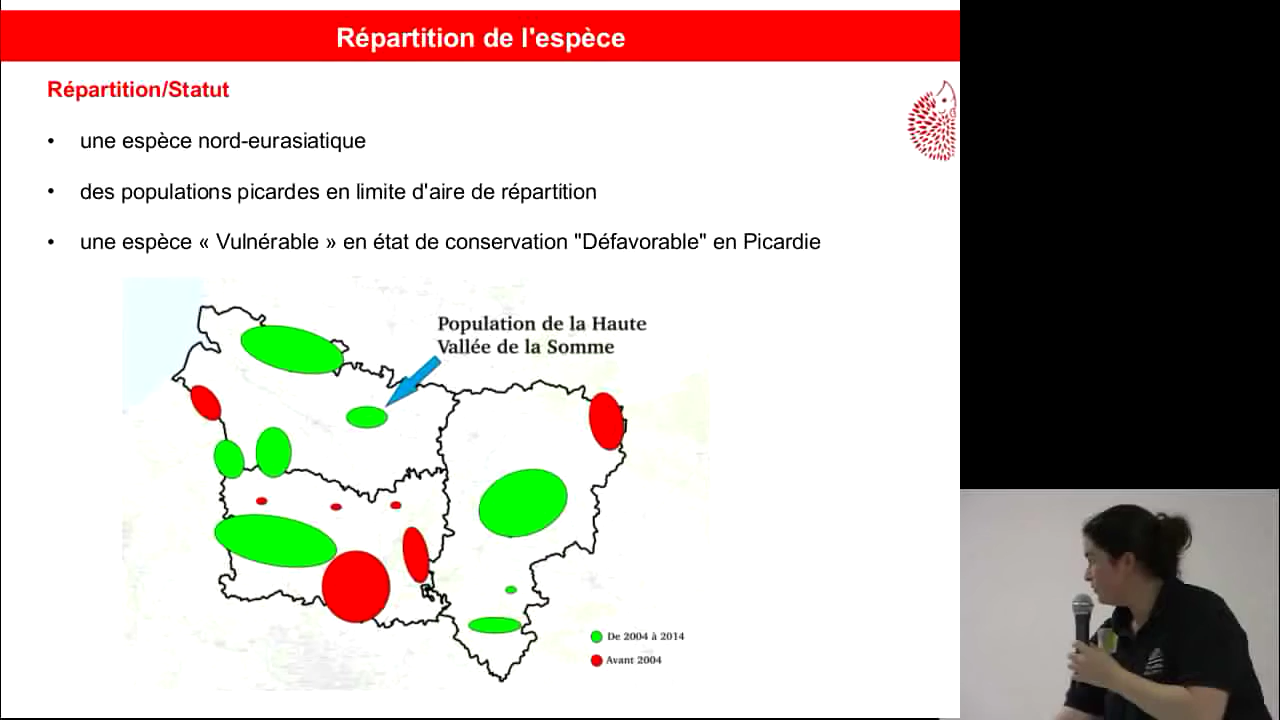 Répartition de l'espèce
Répartition/Statut
• une espèce nord-eurasiatique
• des populations picardes en limite d'aire de répartition
• une espèce « Vulnérable » en état de conservation "Défavorable" en Picardie
Population de la Haute
Vallée de la Somme
De 2004 à 2014
Avant 2004